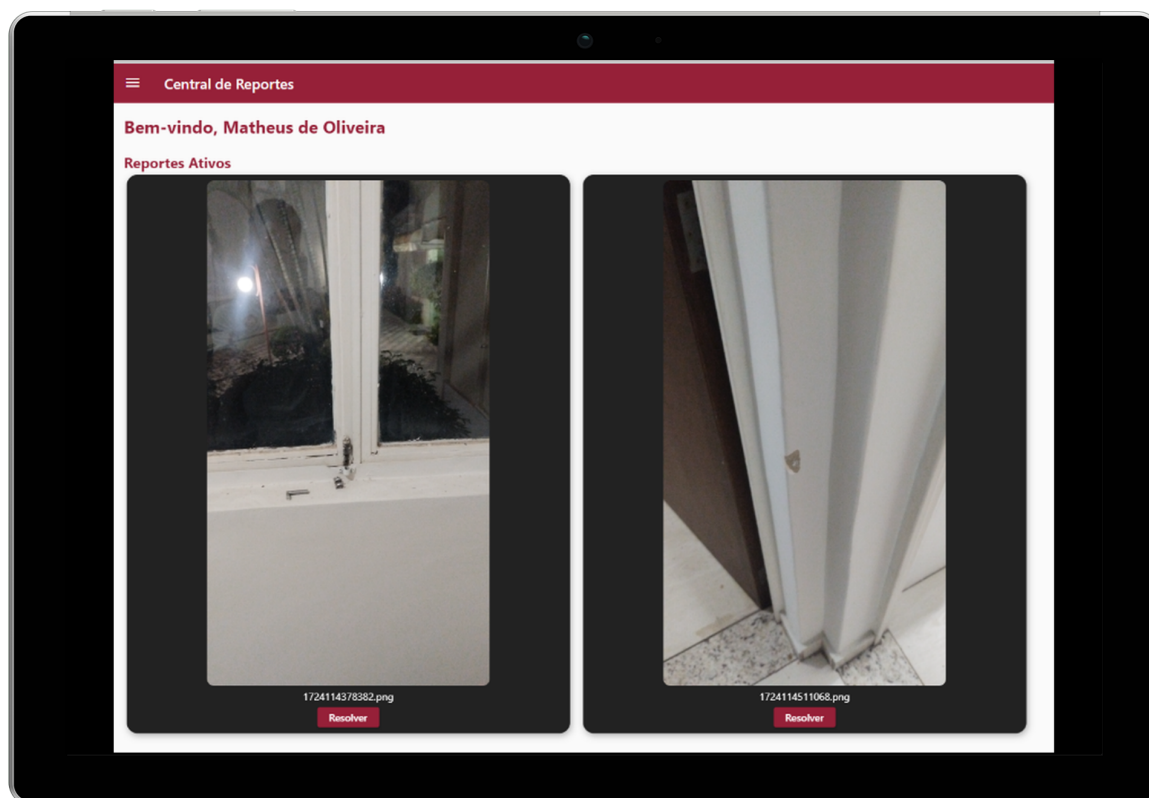 Central de Reportes
Bem-vindo, Matheus de Oliveira
Reportes Ativos
1724114378382.png
Resolver
1724114511068.png
Resolver